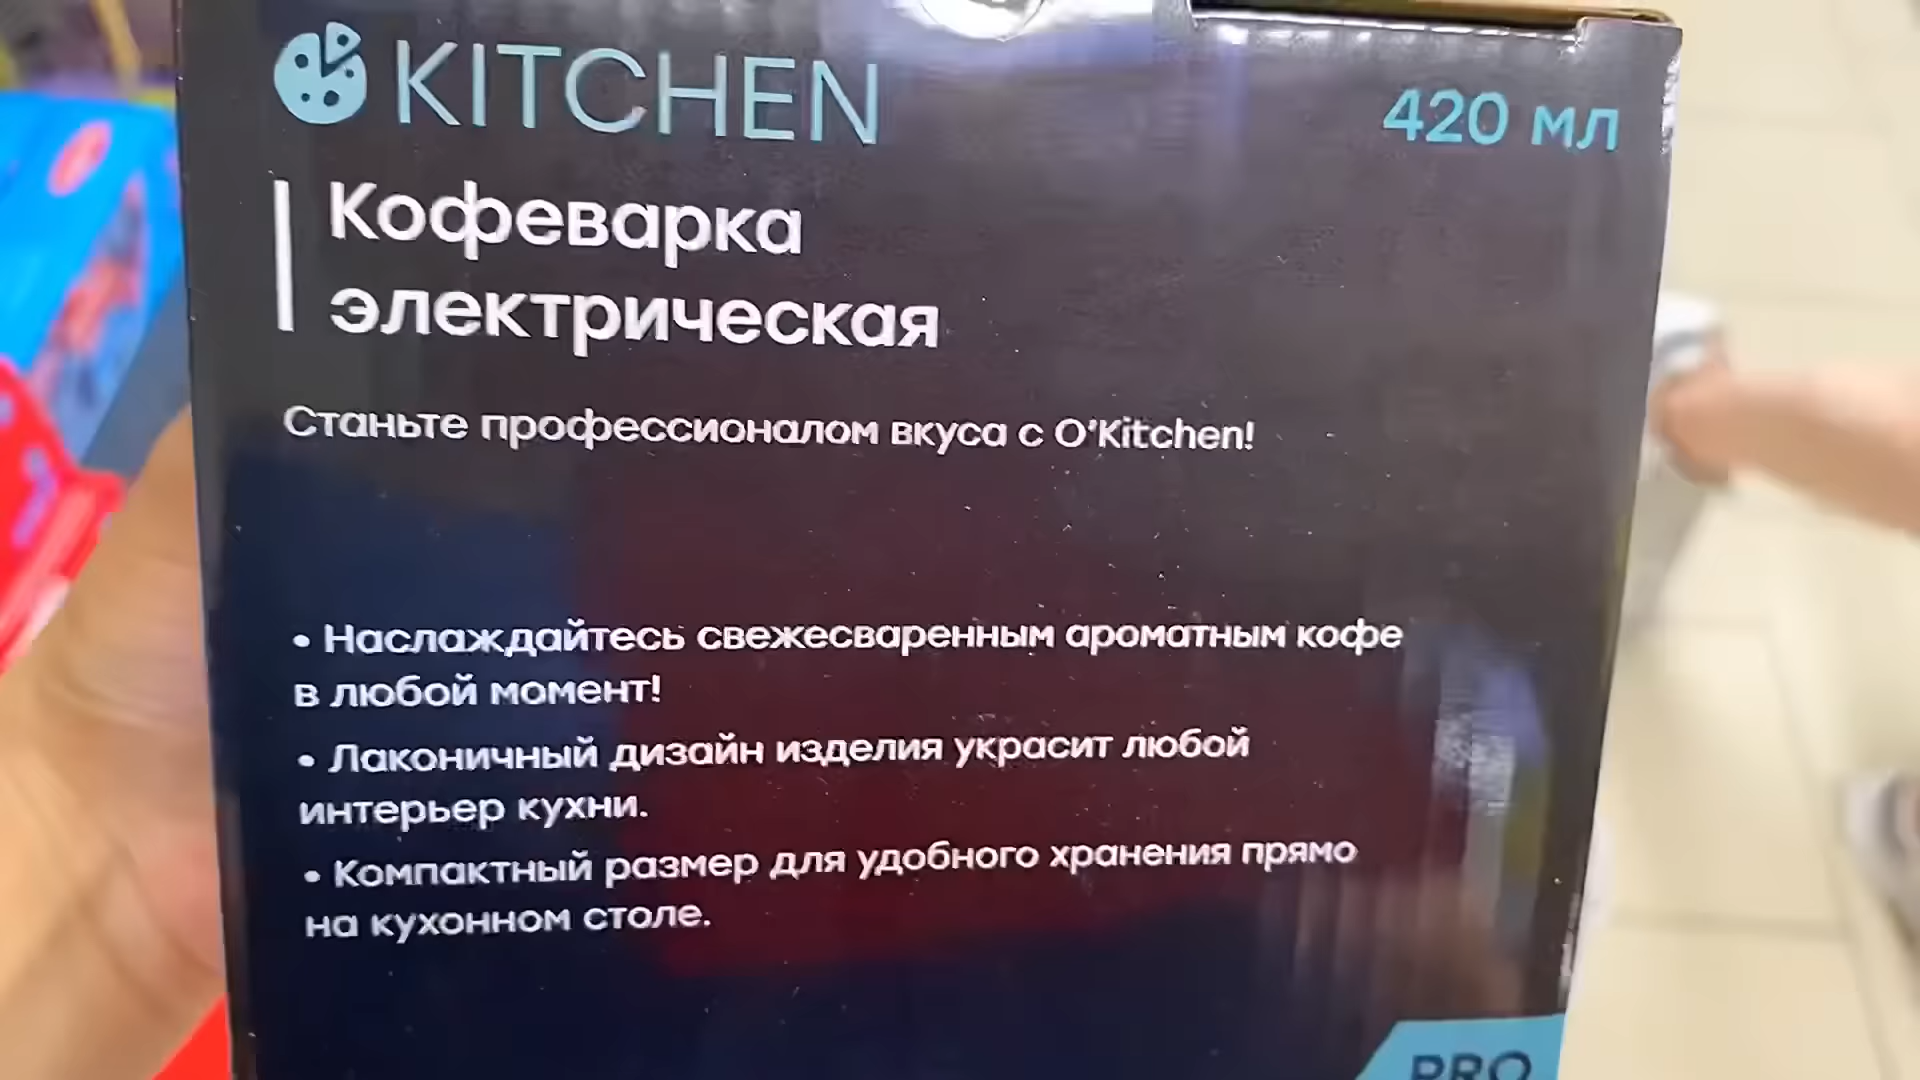 KITCHEN
420 мл
Кофеварка
электрическая
Станьте профессионалом вкуса с O'Kitchen!
• Наслаждайтесь свежесваренным ароматным кофе
в любой момент!
• Лаконичный дизайн изделия украсит любой
интерьер кухни.
• Компактный размер для удобного хранения прямо
на кухонном столе.
PRO